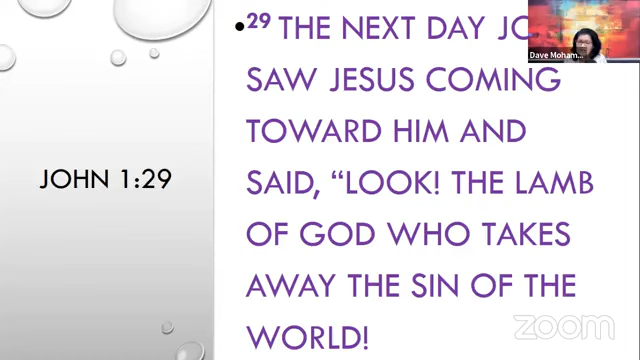 JOHN 1:29
•29 THE NEXT DAY JO
SAW JESUS COMING
TOWARD HIM AND
SAID, “LOOK! THE LAMB
OF GOD WHO TAKES
AWAY THE SIN OF THE
WORLD!
Dave Moham...
zoom